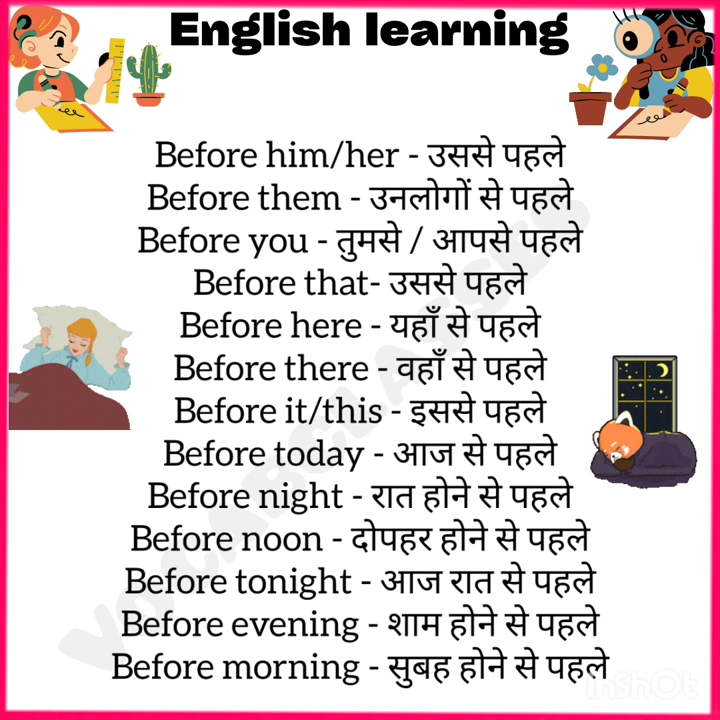 English learning
Before him/her - उससे पहले
Before them - उनलोगों से पहले
Before you - तुमसे / आपसे पहले
Before that- उससे पहले
Before here - यहाँ से पहले
Before there - वहाँ से पहले
Before it/this - इससे पहले
Before today - आज से पहले
Before night - रात होने से पहले
Before noon - दोपहर होने से पहले
Before tonight - आज रात से पहले
Before evening - शाम होने से पहले
Before morning - सुबह होने से पहले
VOCABCLASSES
InShOt